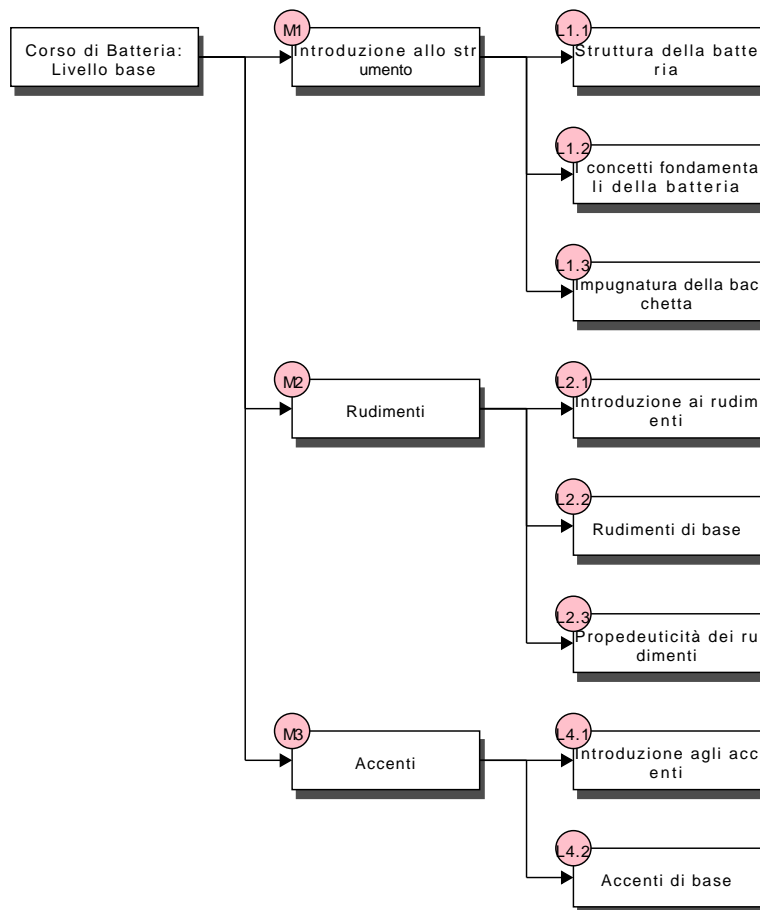 Corso di Batteria:
Livello base
M1
Introduzione allo str
umento
L1.1
Struttura della batte
ria
L1.2
I concetti fondamenta
li della batteria
L1.3
Impugnatura della bac
chetta
M2
Rudimenti
L2.1
Introduzione ai rudim
enti
L2.2
Rudimenti di base
L2.3
Propedeuticità dei ru
dimenti
M3
Accenti
L4.1
Introduzione agli acc
enti
L4.2
Accenti di base